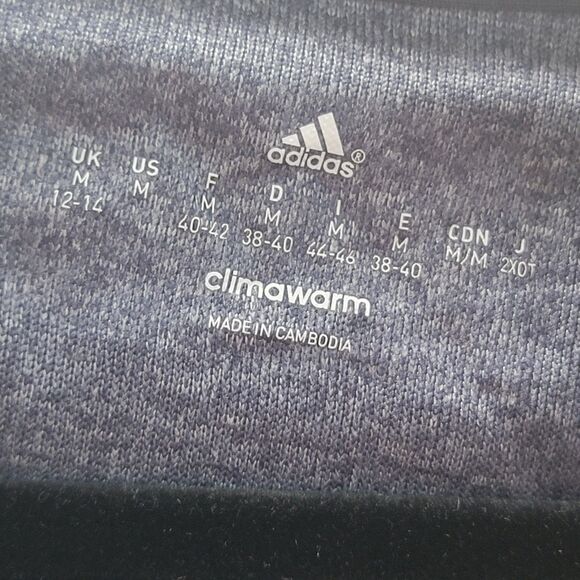 adidas®
UK US F D I E CDN J
M M M M M M M/M 2XOT
12-14 40-42 38-40 44-46 38-40
climawarm
MADE IN CAMBODIA